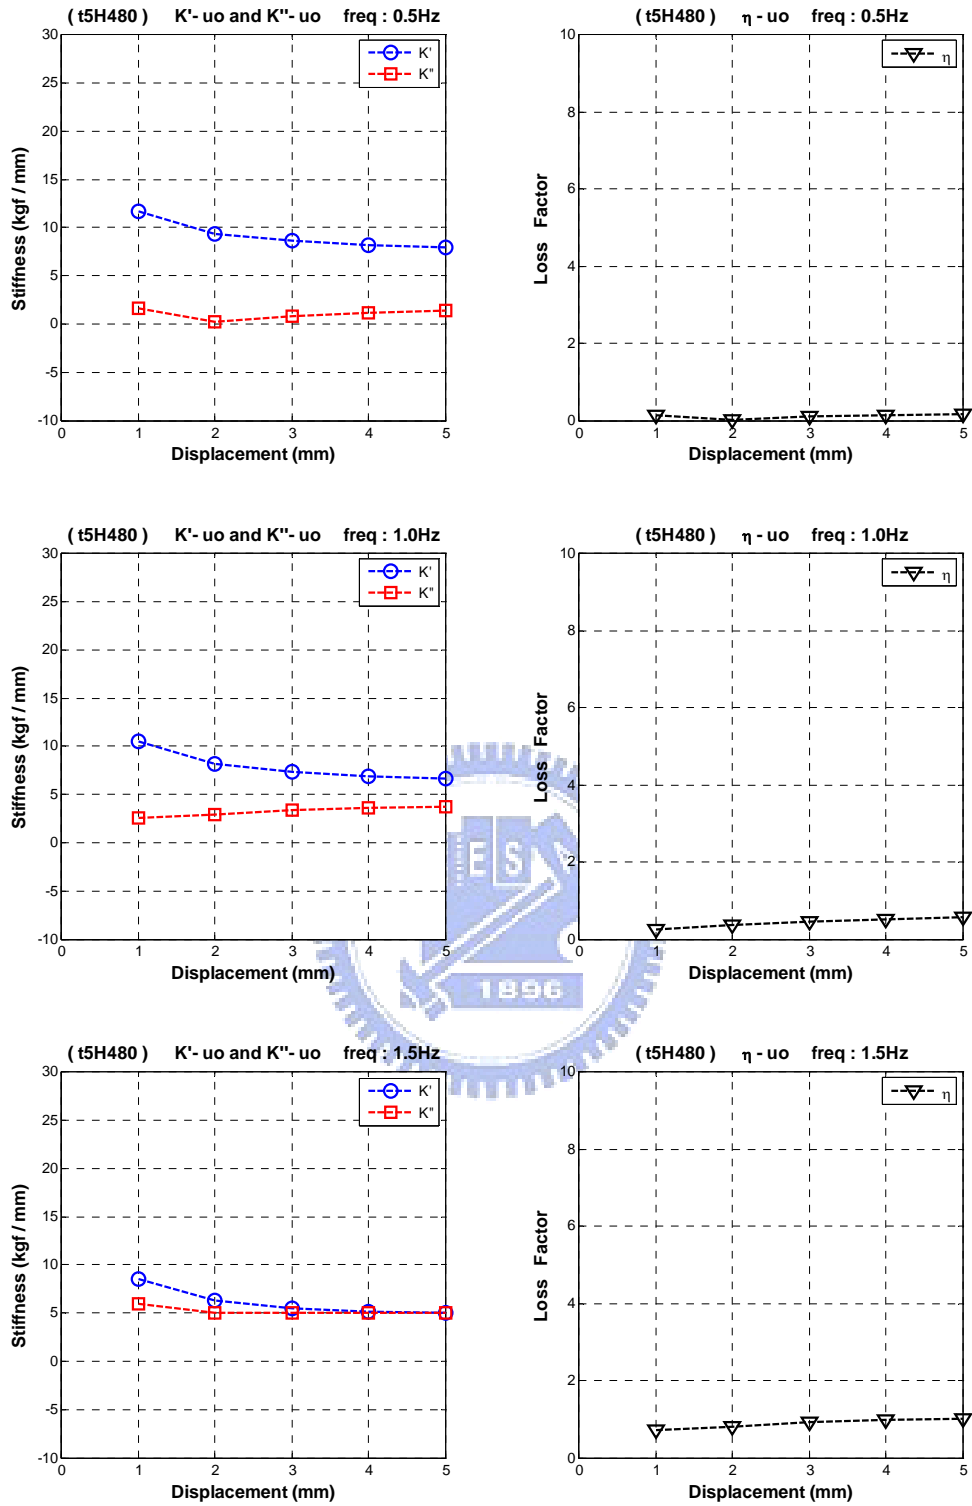 ( t5H480 ) K'- uo and K''- uo freq : 0.5Hz
30
25
20
15
10
5
0
-5
-10
0 1 2 3 4 5
Stiffness (kgf / mm)
Displacement (mm)
K'
K''
( t5H480 ) η - uo freq : 0.5Hz
10
8
6
4
2
0
0 1 2 3 4 5
Loss Factor
Displacement (mm)
η
( t5H480 ) K'- uo and K''- uo freq : 1.0Hz
30
25
20
15
10
5
0
-5
-10
0 1 2 3 4 5
Stiffness (kgf / mm)
Displacement (mm)
K'
K''
( t5H480 ) η - uo freq : 1.0Hz
10
8
6
4
2
0
0 1 2 3 4 5
Loss Factor
Displacement (mm)
η
E S
1896
( t5H480 ) K'- uo and K''- uo freq : 1.5Hz
30
25
20
15
10
5
0
-5
-10
0 1 2 3 4 5
Stiffness (kgf / mm)
Displacement (mm)
K'
K''
( t5H480 ) η - uo freq : 1.5Hz
10
8
6
4
2
0
0 1 2 3 4 5
Loss Factor
Displacement (mm)
η